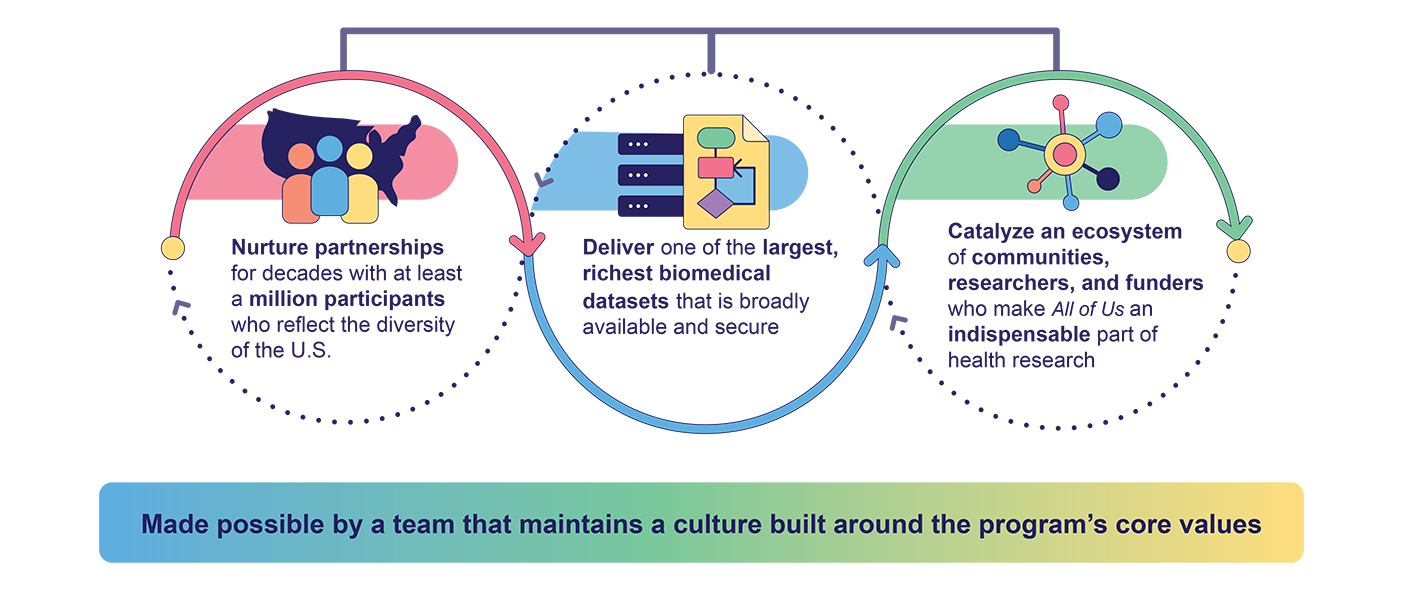 Nurture partnerships
for decades with at least
a million participants
who reflect the diversity
of the U.S.
Deliver one of the largest,
richest biomedical
datasets that is broadly
available and secure
Catalyze an ecosystem
of communities,
researchers, and funders
who make All of Us an
indispensable part of
health research
Made possible by a team that maintains a culture built around the program’s core values